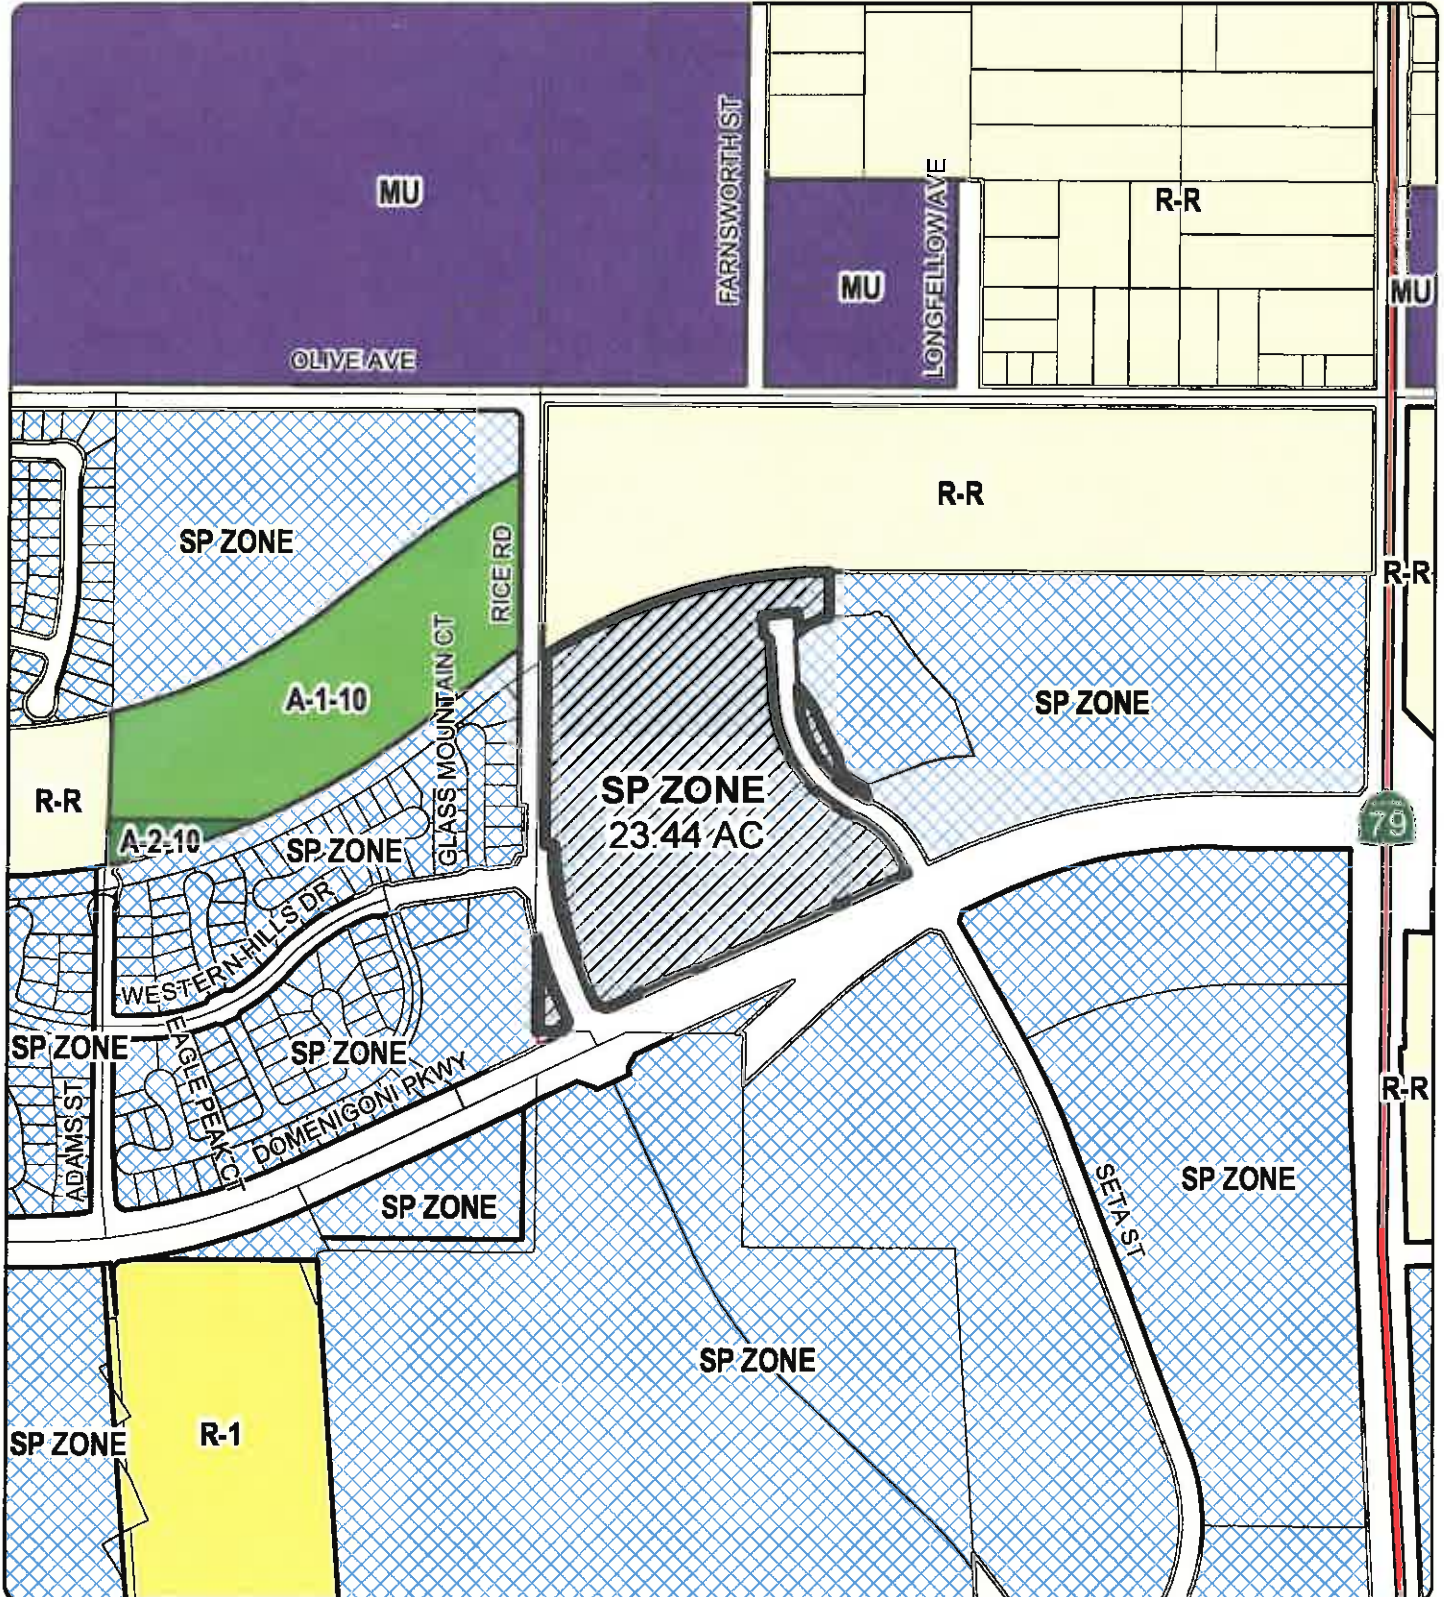 FARNSWORTH ST
LONGFELLOW AVE
MU
R-R
MU
MU
OLIVE AVE
R-R
SP ZONE
RICE RD
R-R
A-1-10
GLASS MOUNTAIN CT
SP ZONE
R-R
SP ZONE
23.44 AC
79
A-2-10
SP ZONE
WESTERN HILLS DR
SP ZONE
EAGLE PEAK CT
SP ZONE
DOMENIGONI PKWY
R-R
ADAMS ST
SETA ST
SP ZONE
SP ZONE
SP ZONE
R-1
SP ZONE